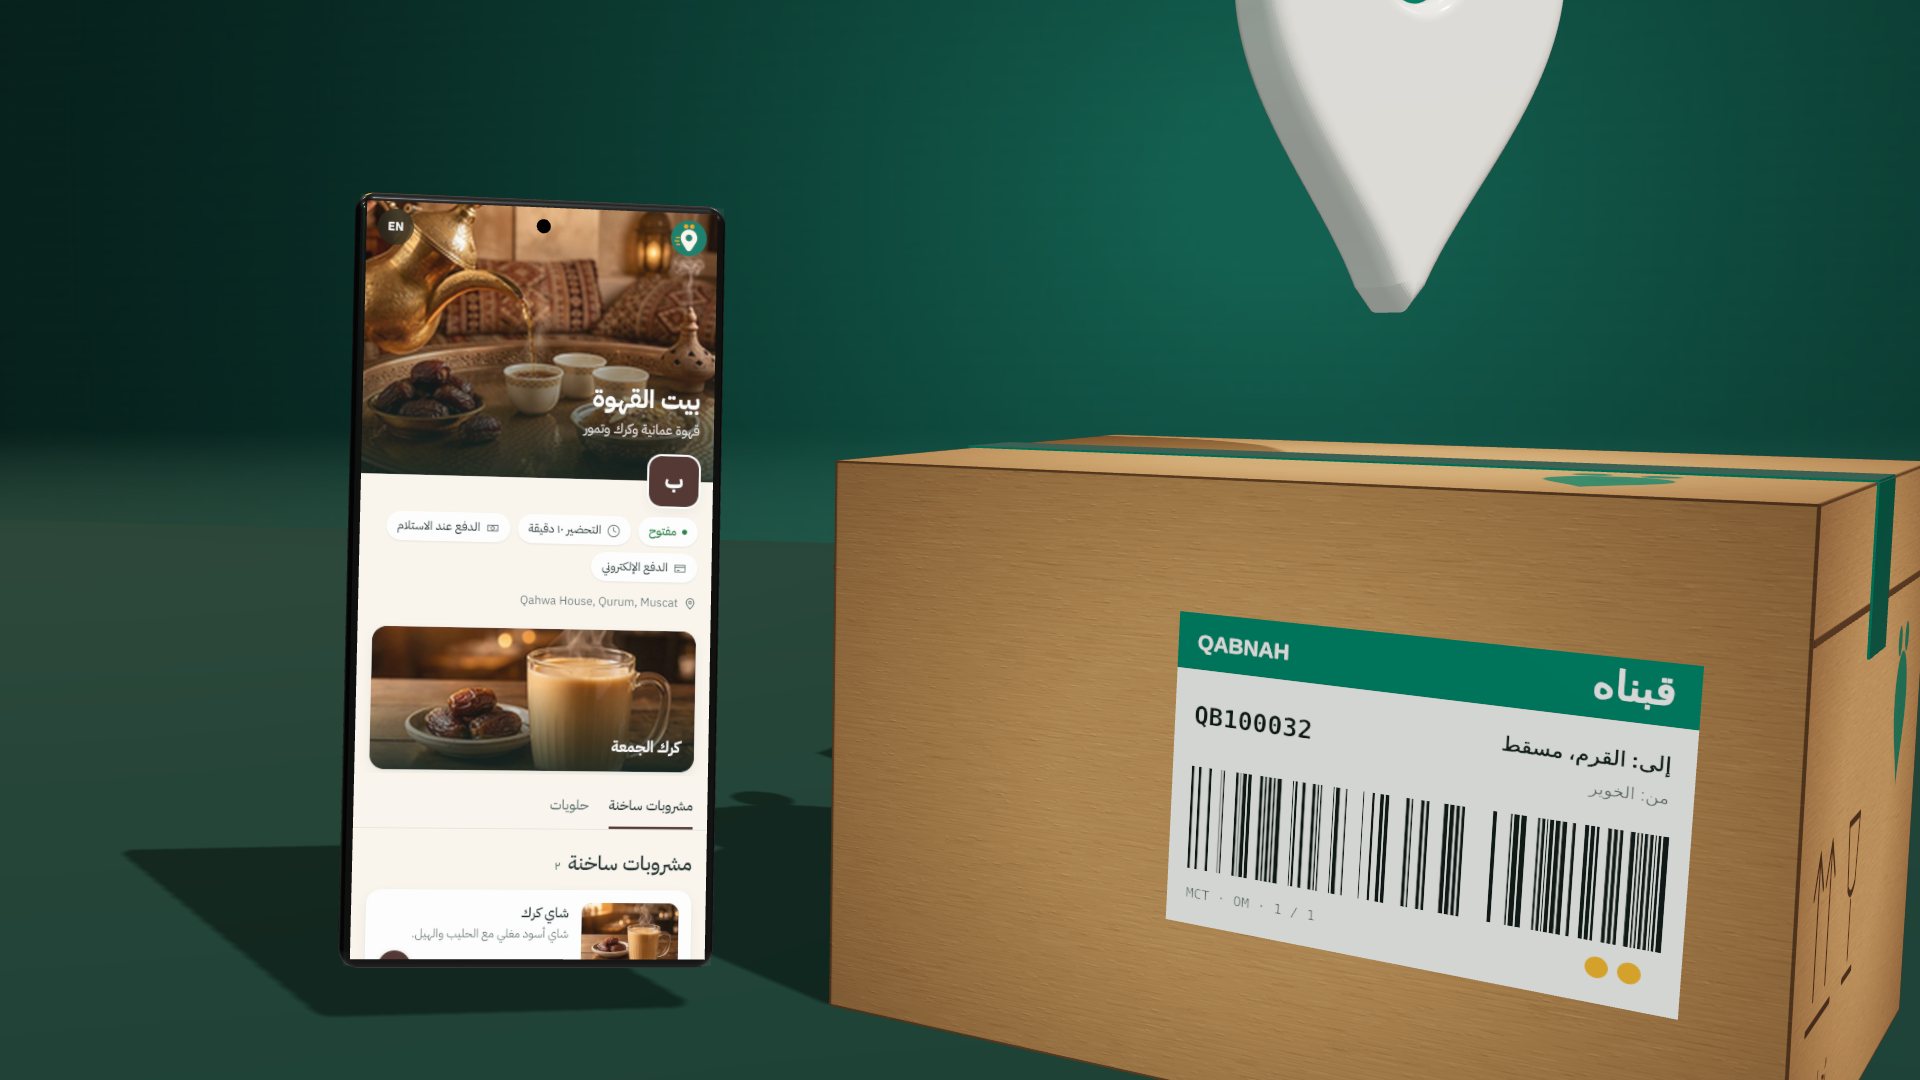 EN
بيت القهوة
قهوة عمانية وكرك وتمور
ب
مفتوح
التحضير ١٠ دقيقة
الدفع عند الاستلام
الدفع الإلكتروني
Qahwa House, Qurum, Muscat
كرك الجمعة
مشروبات ساخنة
حلويات
مشروبات ساخنة ٢
شاي كرك
شاي أسود مغلي مع الحليب والهيل.
QABNAH
قبناه
QB100032
إلى: القرم، مسقط
من: الخوير
MCT · OM · 1 / 1